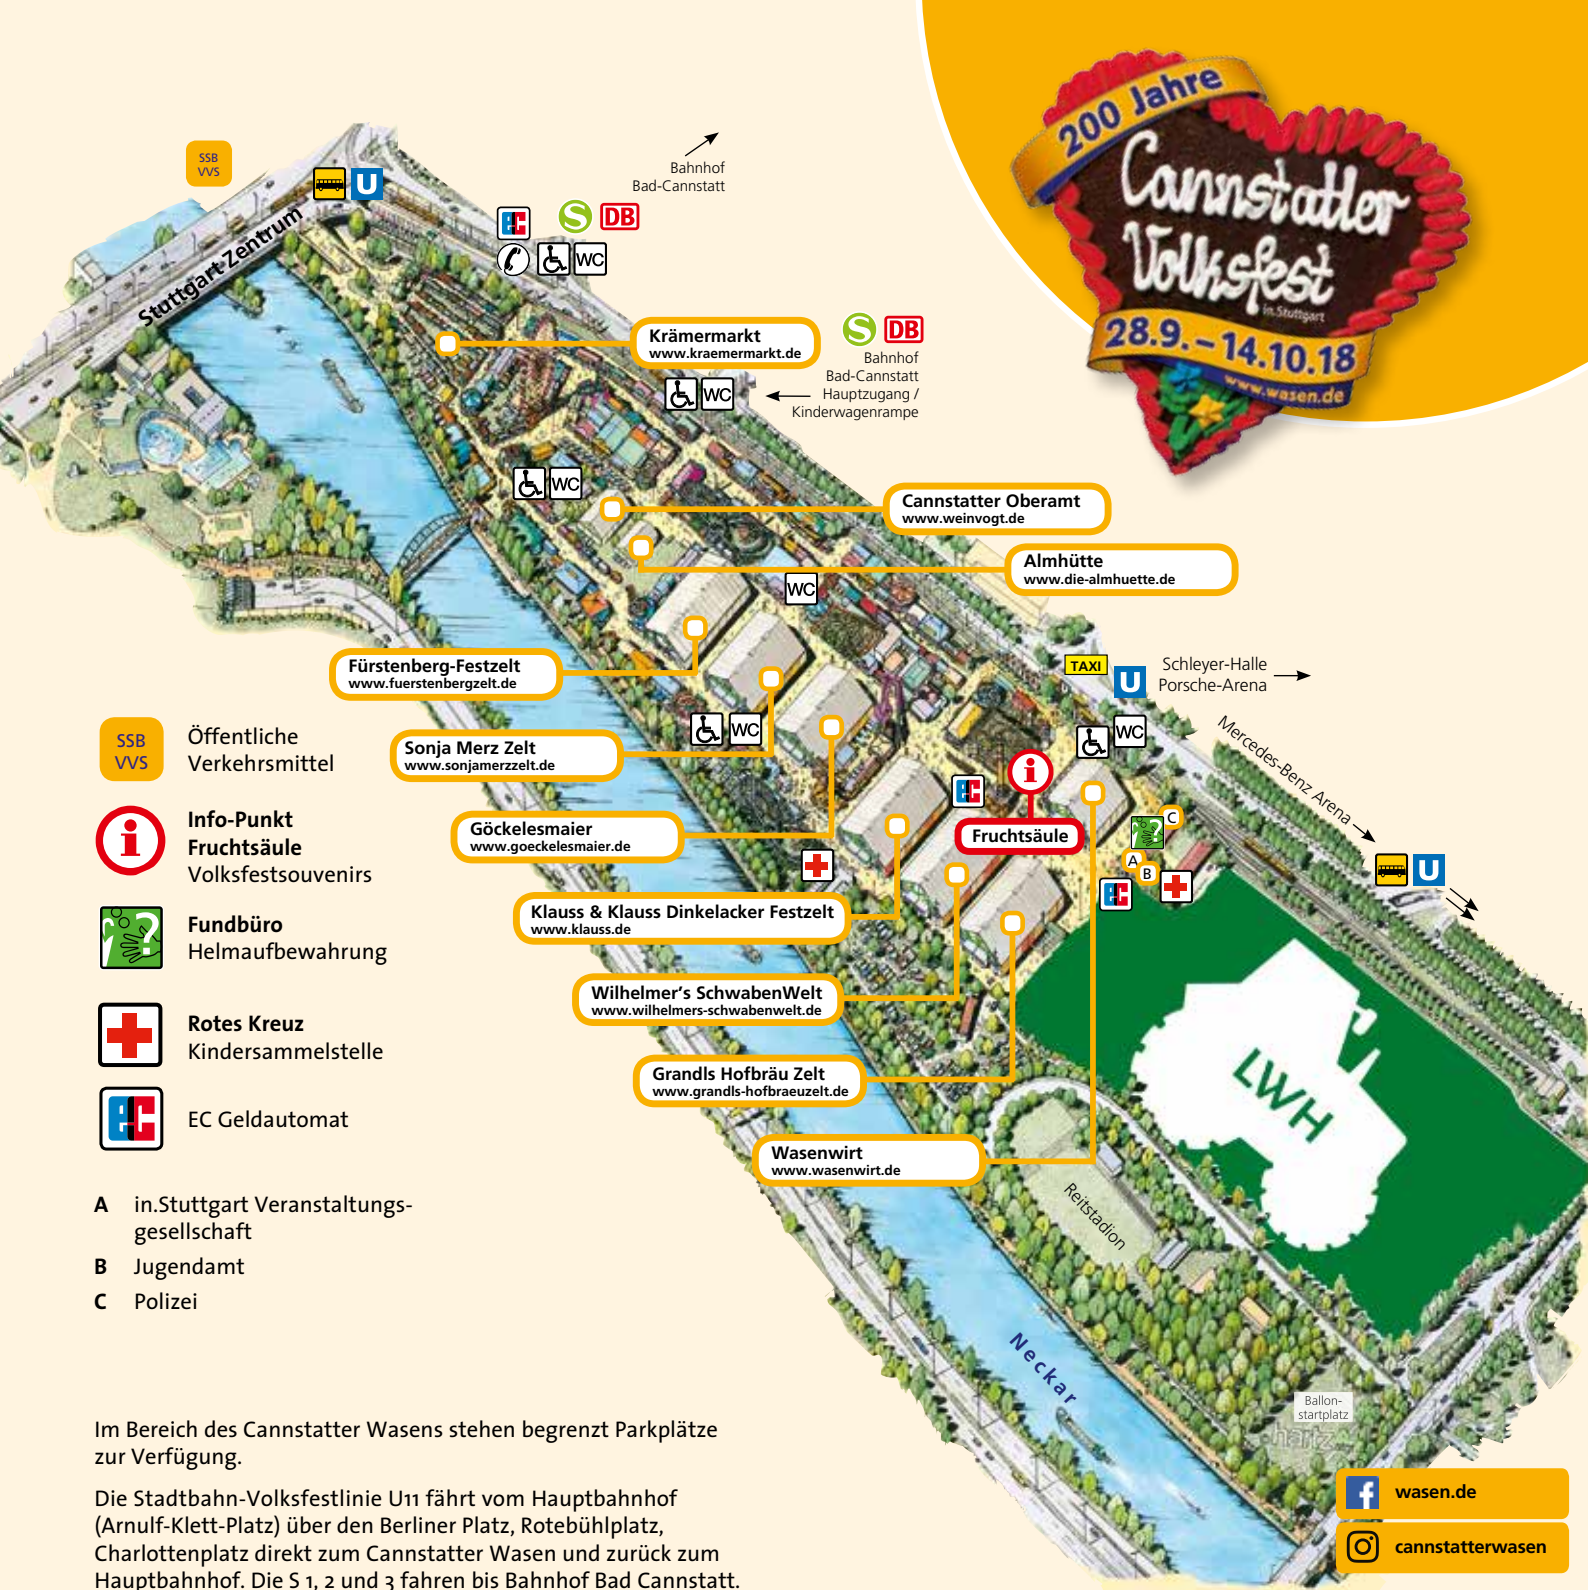 200 Jahre
Cannstatter
Volksfest
in.Stuttgart
28.9. – 14.10.18
www.wasen.de
SSB
VVS
U
Stuttgart Zentrum
Bahnhof
Bad-Cannstatt
EC
S
DB
WC
Krämermarkt
www.kraemermarkt.de
S
DB
Bahnhof
Bad-Cannstatt
Hauptzugang /
Kinderwagenrampe
WC
WC
Cannstatter Oberamt
www.weinvogt.de
Almhütte
www.die-almhuette.de
WC
Fürstenberg-Festzelt
www.fuerstenbergzelt.de
TAXI
U
Schleyer-Halle
Porsche-Arena
WC
WC
Sonja Merz Zelt
www.sonjamerzzelt.de
Mercedes-Benz Arena
U
Göckelesmaier
www.goeckelesmaier.de
EC
i
Fruchtsäule
?
C
A
B
EC
Klauss & Klauss Dinkelacker Festzelt
www.klauss.de
Wilhelmer’s SchwabenWelt
www.wilhelmers-schwabenwelt.de
Grandls Hofbräu Zelt
www.grandls-hofbraeuzelt.de
Wasenwirt
www.wasenwirt.de
LWH
Reitstadion
Neckar
Ballon-
startplatz
hartz
SSB
VVS
Öffentliche
Verkehrsmittel
i
Info-Punkt
Fruchtsäule
Volksfestsouvenirs
?
Fundbüro
Helmaufbewahrung
Rotes Kreuz
Kindersammelstelle
EC
EC Geldautomat
A in.Stuttgart Veranstaltungs-
gesellschaft
B Jugendamt
C Polizei
Im Bereich des Cannstatter Wasens stehen begrenzt Parkplätze
zur Verfügung.
Die Stadtbahn-Volksfestlinie U11 fährt vom Hauptbahnhof
(Arnulf-Klett-Platz) über den Berliner Platz, Rotebühlplatz,
Charlottenplatz direkt zum Cannstatter Wasen und zurück zum
Hauptbahnhof. Die S 1, 2 und 3 fahren bis Bahnhof Bad Cannstatt.
f
wasen.de
cannstatterwasen